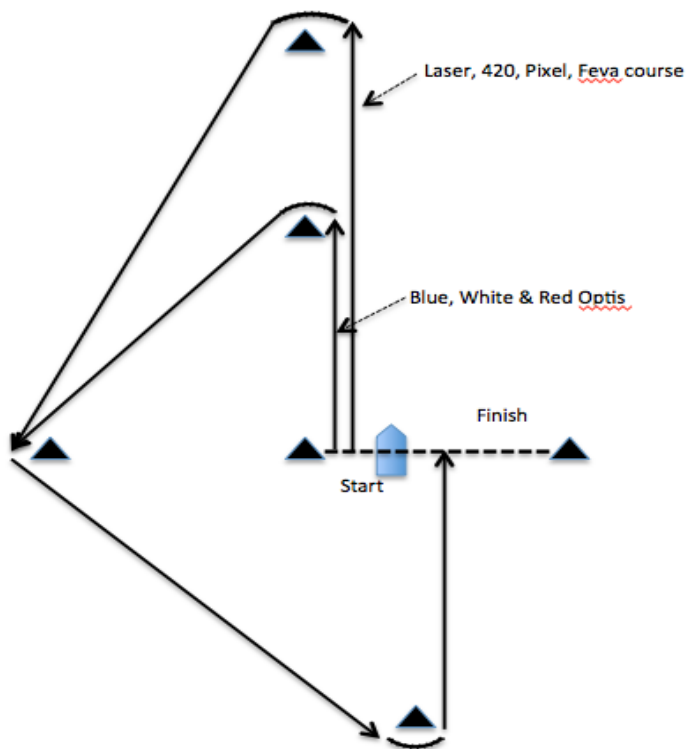 Laser, 420, Pixel, Feva course
Blue, White & Red Optis
Finish
Start